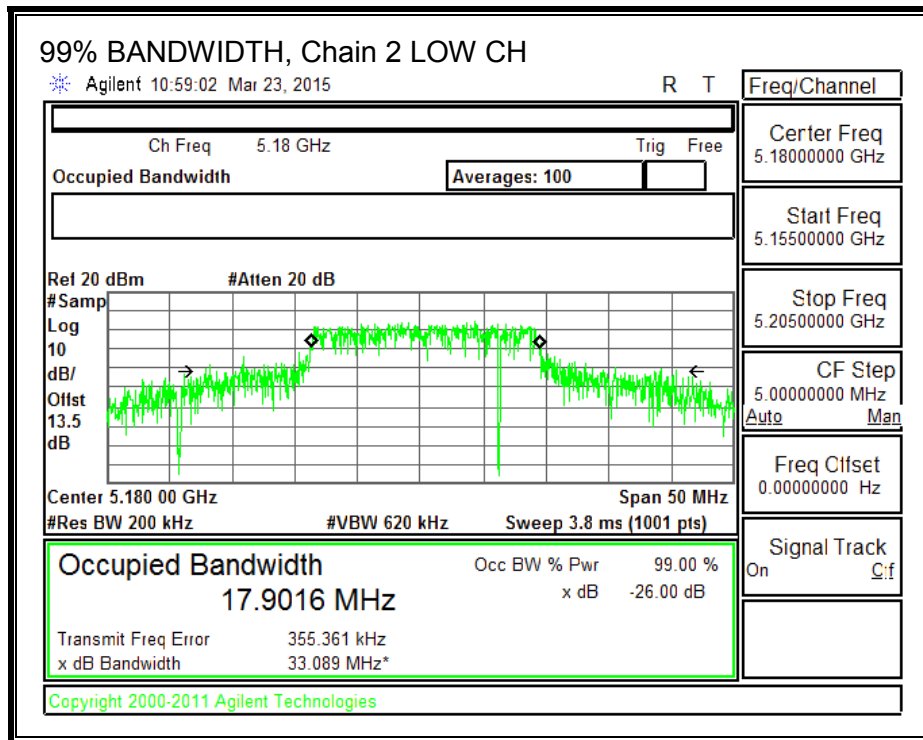 99% BANDWIDTH, Chain 2 LOW CH
Agilent 10:59:02 Mar 23, 2015 R T
Freq/Channel
Ch Freq 5.18 GHz Trig Free
Occupied Bandwidth Averages: 100
Center Freq
5.18000000 GHz
Start Freq
5.15500000 GHz
Stop Freq
5.20500000 GHz
CF Step
5.00000000 MHz
Auto Man
Freq Offset
0.00000000 Hz
Signal Track
On Off
Ref 20 dBm #Atten 20 dB
#Samp
Log
10
dB/
Offst
13.5
dB
Center 5.180 00 GHz Span 50 MHz
#Res BW 200 kHz #VBW 620 kHz Sweep 3.8 ms (1001 pts)
Occupied Bandwidth Occ BW % Pwr 99.00 %
17.9016 MHz x dB -26.00 dB
Transmit Freq Error 355.361 kHz
x dB Bandwidth 33.089 MHz*
Copyright 2000-2011 Agilent Technologies